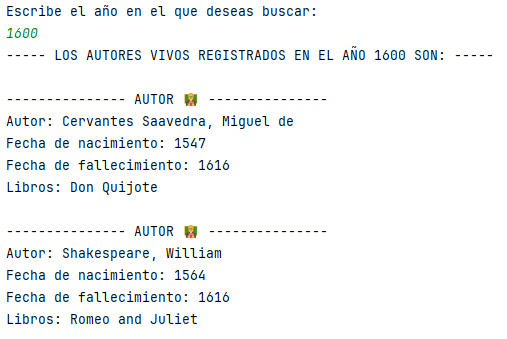 Escribe el año en el que deseas buscar:
1600
----- LOS AUTORES VIVOS REGISTRADOS EN EL AÑO 1600 SON: -----
--------------- AUTOR 👩‍🏫 ---------------
Autor: Cervantes Saavedra, Miguel de
Fecha de nacimiento: 1547
Fecha de fallecimiento: 1616
Libros: Don Quijote
--------------- AUTOR 👩‍🏫 ---------------
Autor: Shakespeare, William
Fecha de nacimiento: 1564
Fecha de fallecimiento: 1616
Libros: Romeo and Juliet